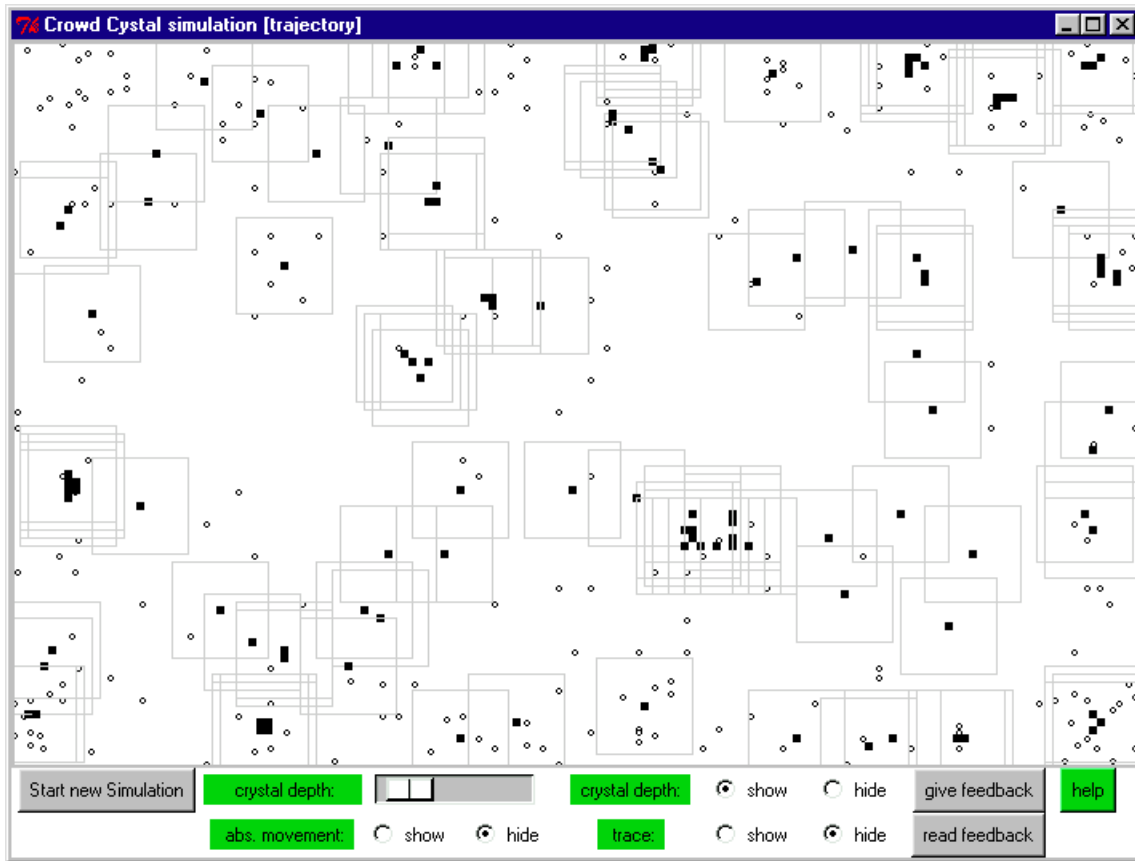 Tk Crowd Cystal simulation [trajectory]
Start new Simulation crystal depth: crystal depth: show hide give feedback help
abs. movement: show hide trace: show hide read feedback